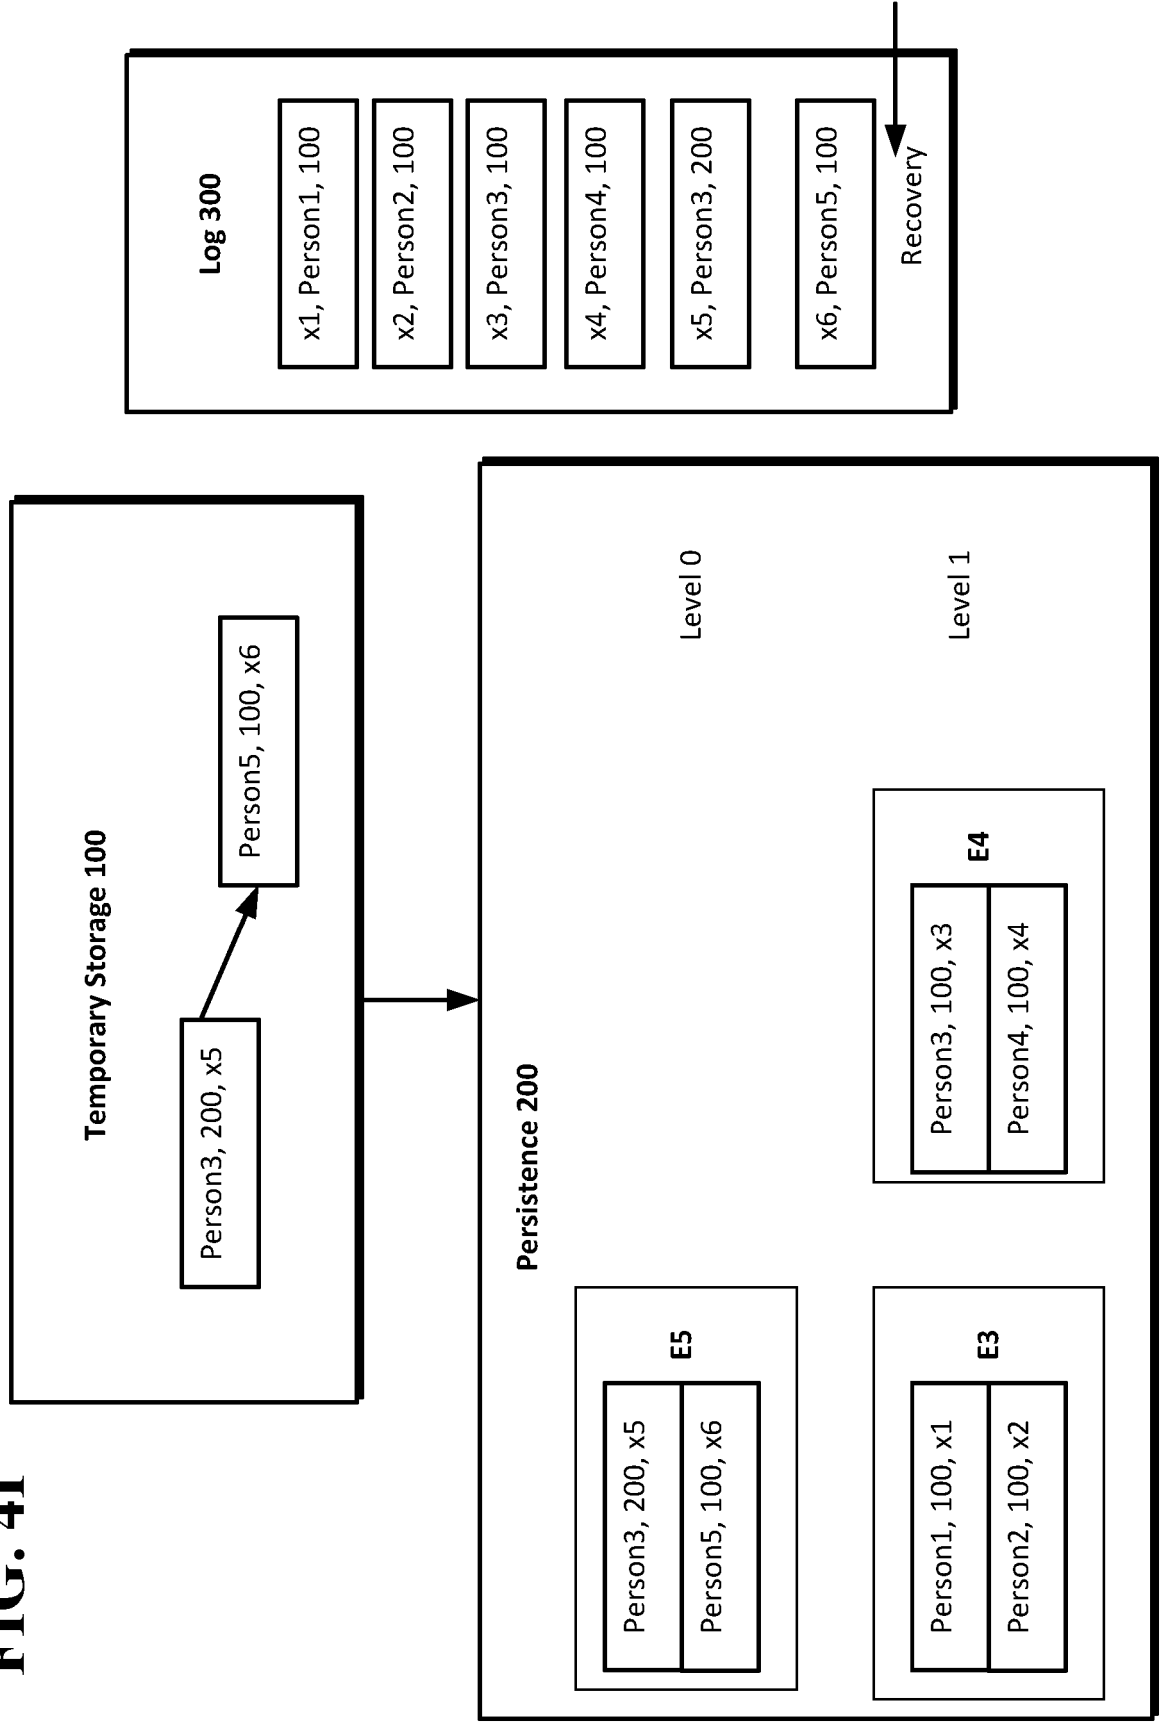 FIG. 4I
Temporary Storage 100
Person3, 200, x5
Person5, 100, x6
Log 300
x1, Person1, 100
x2, Person2, 100
x3, Person3, 100
x4, Person4, 100
x5, Person3, 200
x6, Person5, 100
Recovery
Persistence 200
Person3, 200, x5
Person5, 100, x6
E5
Level 0
Person1, 100, x1
Person2, 100, x2
E3
Person3, 100, x3
Person4, 100, x4
E4
Level 1